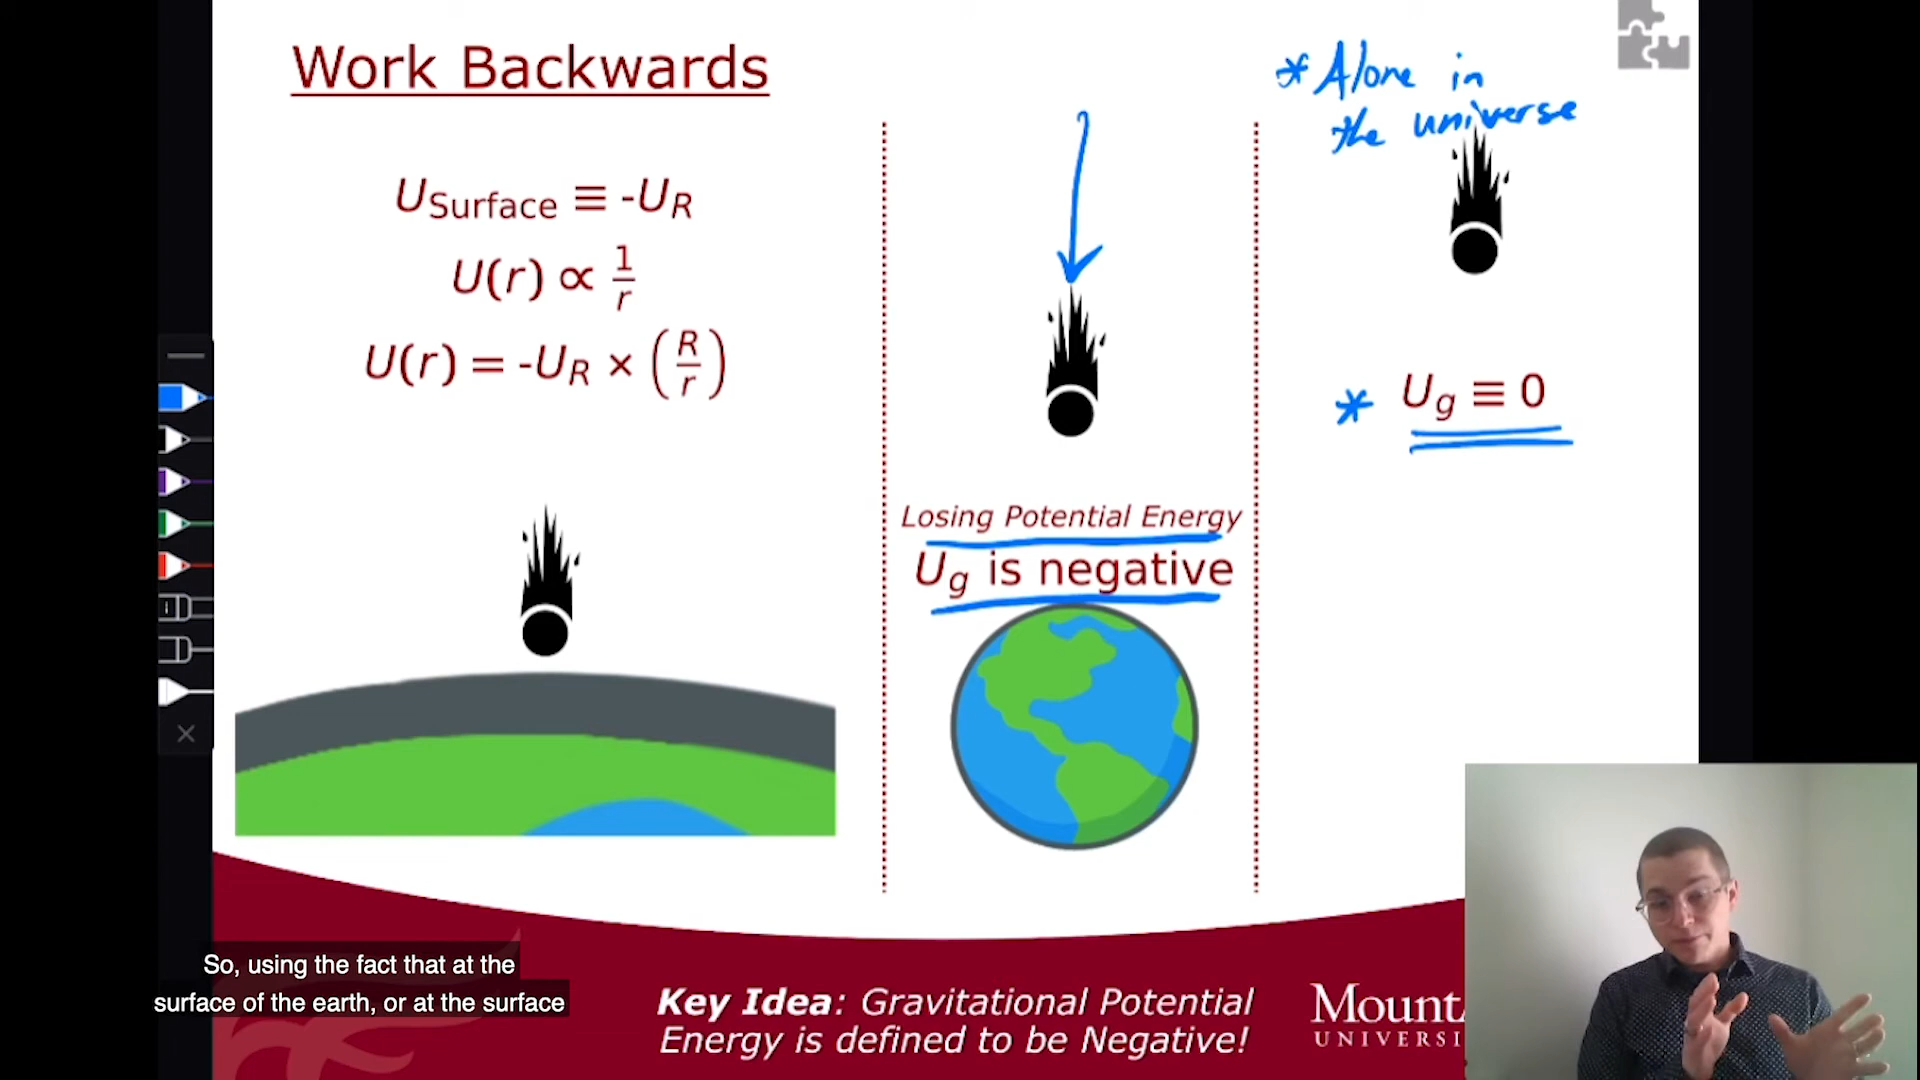 Work Backwards
U_Surface ≡ -U_R
U(r) ∝ 1/r
U(r) = -U_R × (R/r)
Losing Potential Energy
U_g is negative
* Alone in
the universe
* U_g ≡ 0
So, using the fact that at the
surface of the earth, or at the surface
Key Idea: Gravitational Potential
Energy is defined to be Negative!
Mount
UNIVERSI